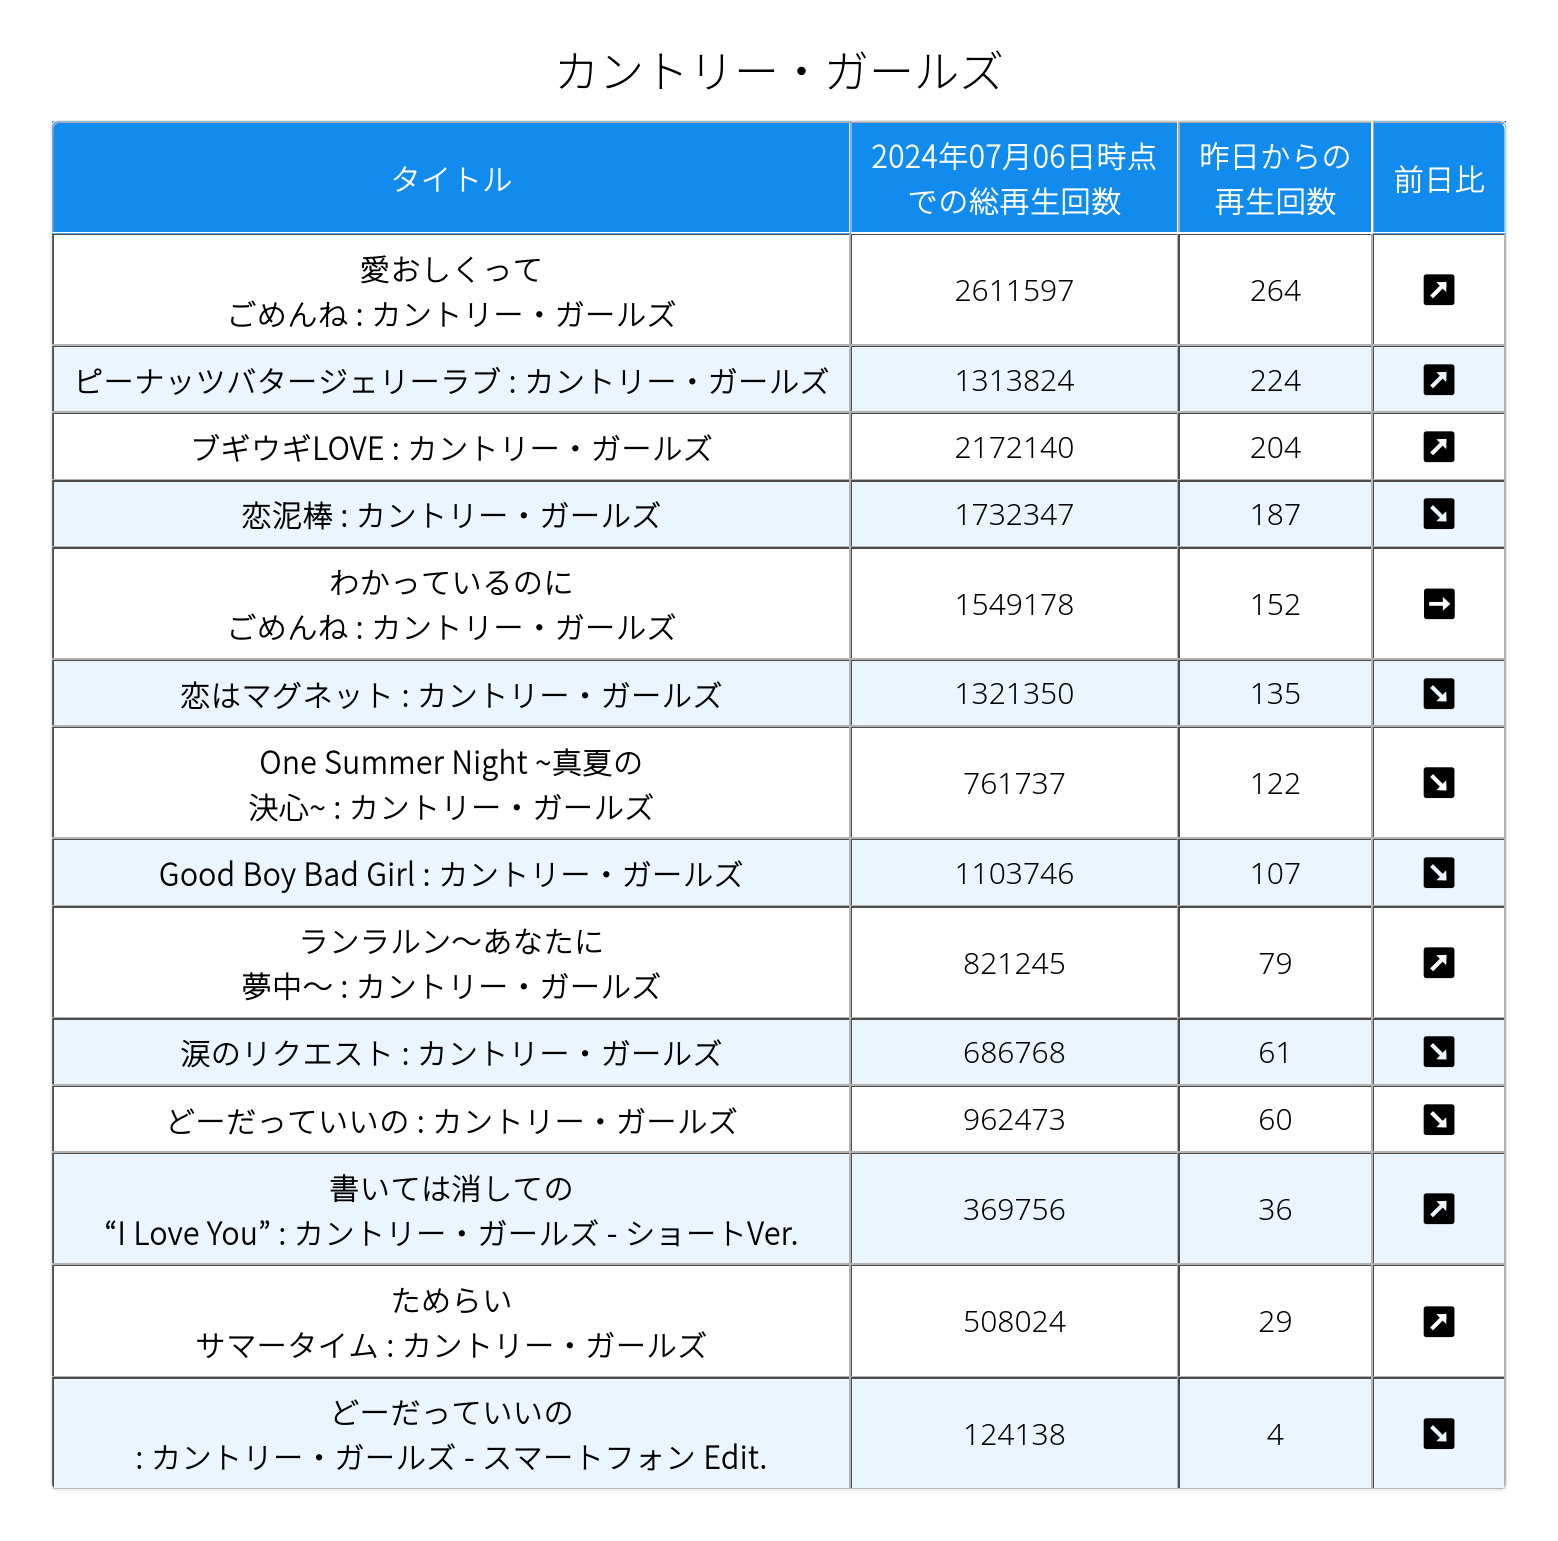 カントリー・ガールズ
タイトル
2024年07月06日時点
での総再生回数
昨日からの
再生回数
前日比
愛おしくって
ごめんね : カントリー・ガールズ
2611597
264
ピーナッツバタージェリーラブ : カントリー・ガールズ
1313824
224
ブギウギLOVE : カントリー・ガールズ
2172140
204
恋泥棒 : カントリー・ガールズ
1732347
187
わかっているのに
ごめんね : カントリー・ガールズ
1549178
152
恋はマグネット : カントリー・ガールズ
1321350
135
One Summer Night ~真夏の
決心~ : カントリー・ガールズ
761737
122
Good Boy Bad Girl : カントリー・ガールズ
1103746
107
ランラルン～あなたに
夢中～ : カントリー・ガールズ
821245
79
涙のリクエスト : カントリー・ガールズ
686768
61
どーだっていいの : カントリー・ガールズ
962473
60
書いては消しての
“I Love You” : カントリー・ガールズ - ショートVer.
369756
36
ためらい
サマータイム : カントリー・ガールズ
508024
29
どーだっていいの
: カントリー・ガールズ - スマートフォン Edit.
124138
4